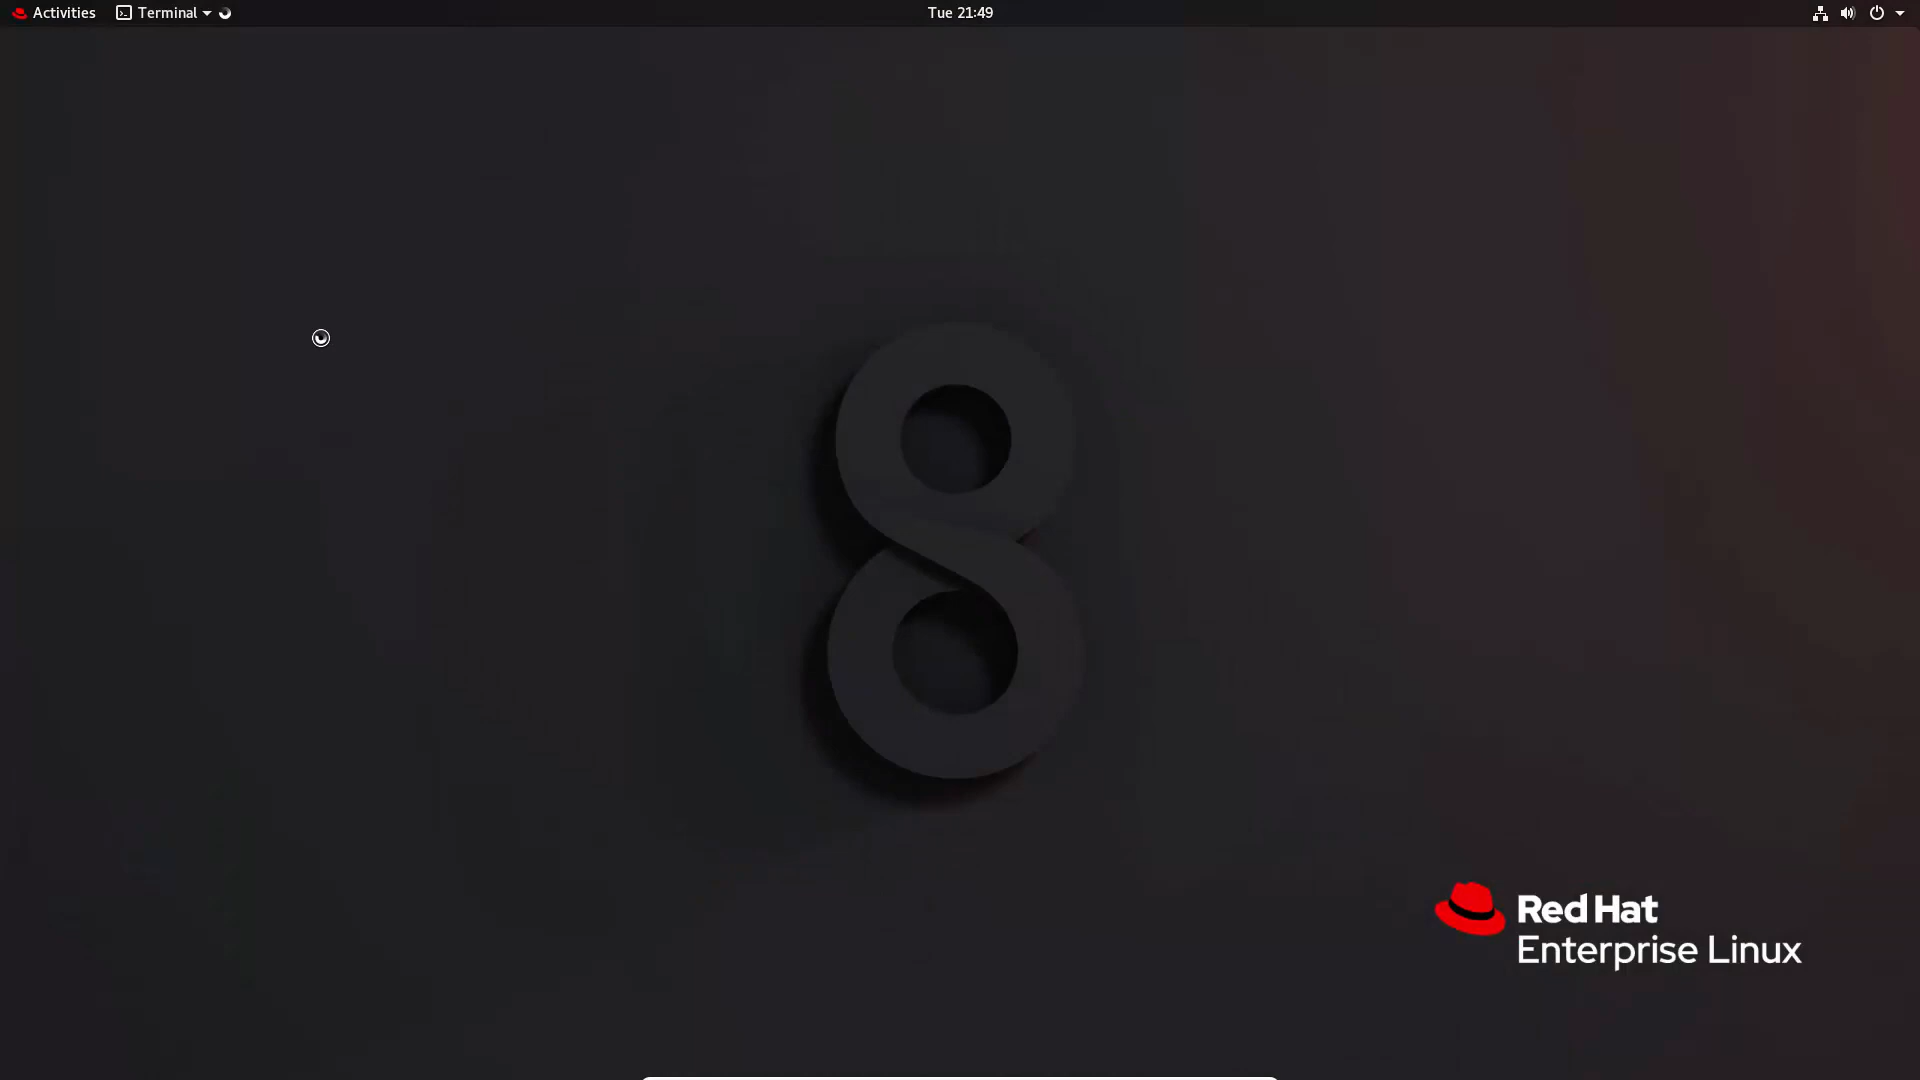 Activities
Terminal
Tue 21:49
8
Red Hat
Enterprise Linux